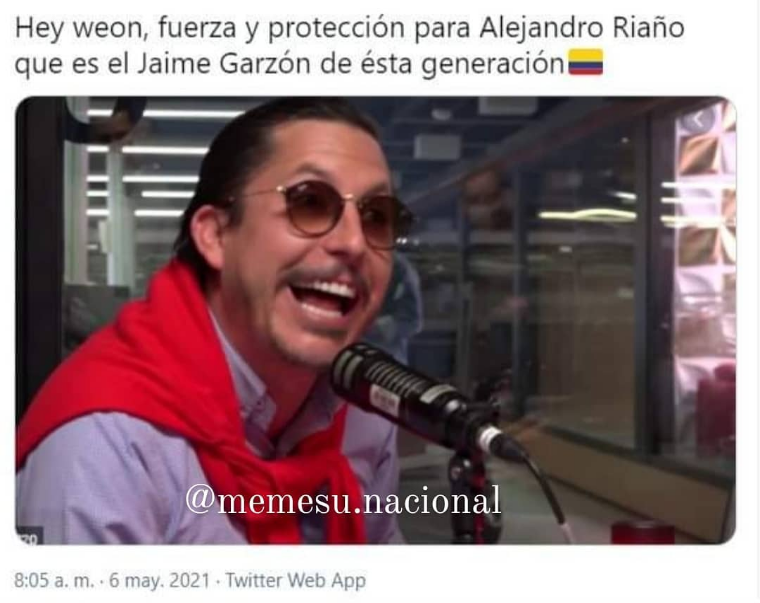 Hey weon, fuerza y protección para Alejandro Riaño
que es el Jaime Garzón de ésta generación
@memesu.nacional
8:05 a. m. · 6 may. 2021 · Twitter Web App